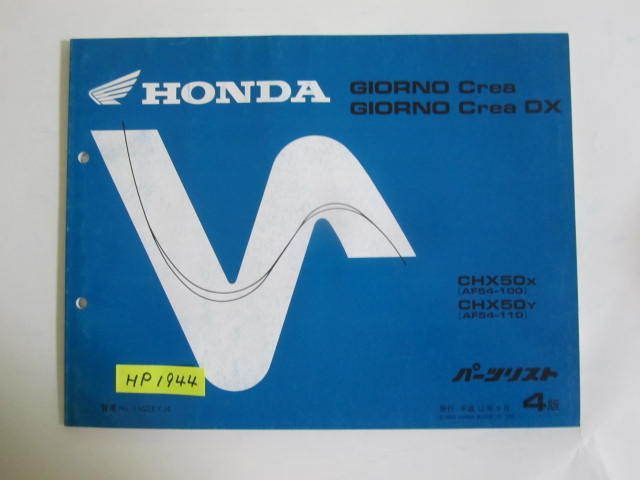 HONDA
GIORNO Crea
GIORNO Crea DX
CHX50X
(AF54-100)
CHX50Y
(AF54-110)
パーツリスト
HP1944
4版